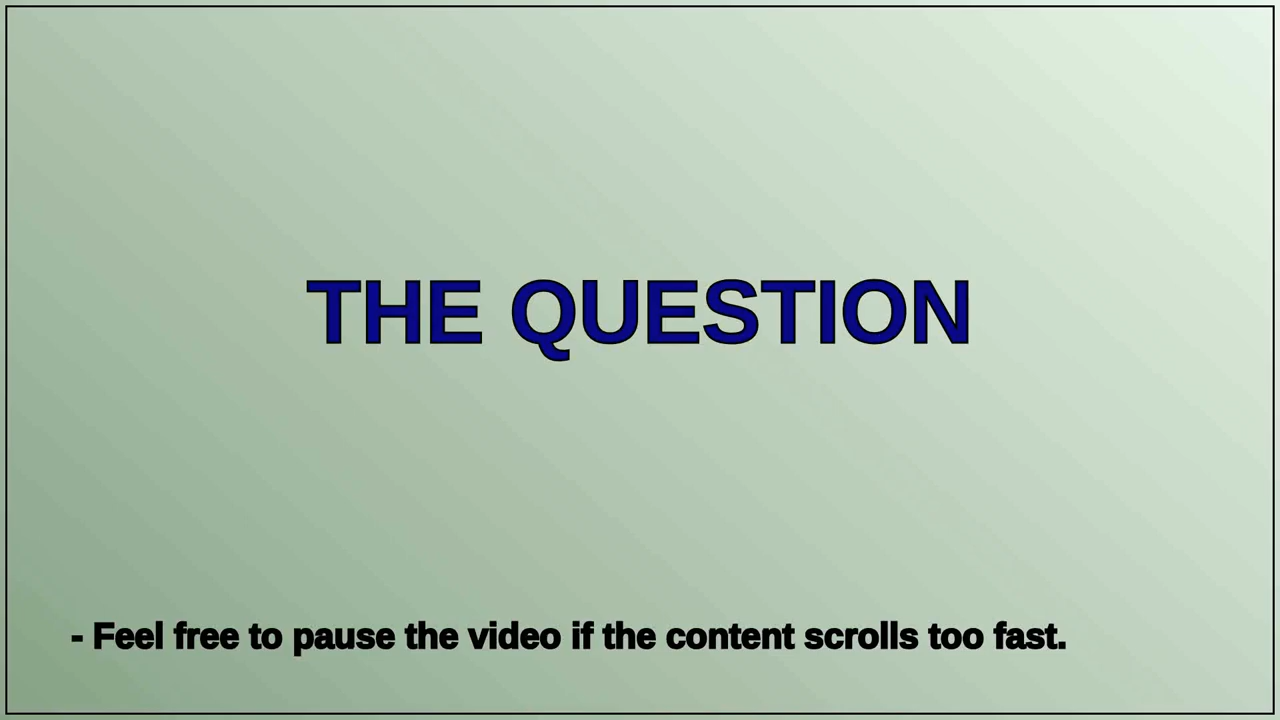 THE QUESTION
- Feel free to pause the video if the content scrolls too fast.